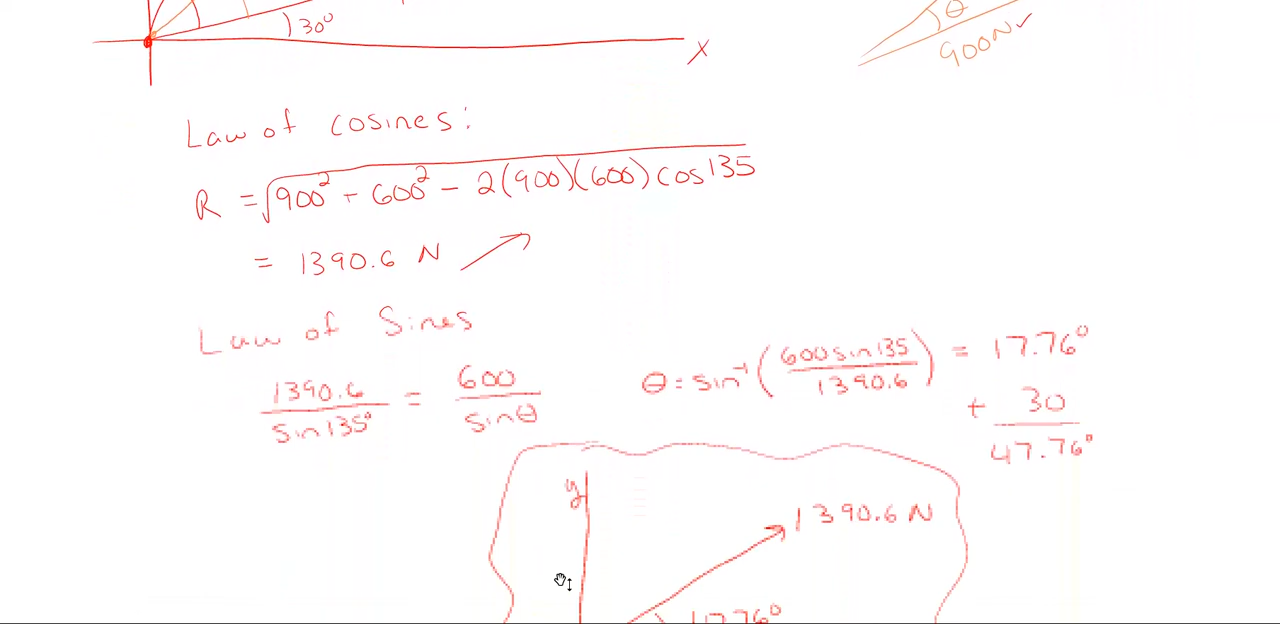 30°
x
θ
900N✓
Law of cosines:
R = √900² + 600² - 2(900)(600) cos 135
= 1390.6 N
Law of Sines
1390.6 / sin 135° = 600 / sin θ
θ = sin⁻¹ (600 sin 135 / 1390.6) = 17.76°
+ 30
47.76°
y
1390.6 N